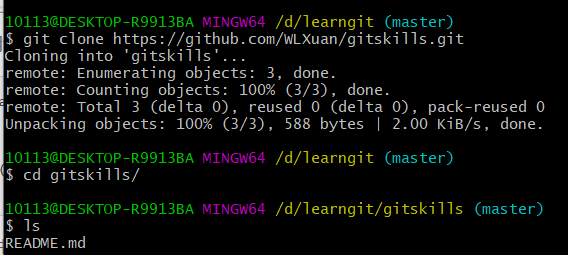 10113@DESKTOP-R9913BA MINGW64 /d/learngit (master)
$ git clone https://github.com/WLXuan/gitskills.git
Cloning into 'gitskills'...
remote: Enumerating objects: 3, done.
remote: Counting objects: 100% (3/3), done.
remote: Total 3 (delta 0), reused 0 (delta 0), pack-reused 0
Unpacking objects: 100% (3/3), 588 bytes | 2.00 KiB/s, done.
10113@DESKTOP-R9913BA MINGW64 /d/learngit (master)
$ cd gitskills/
10113@DESKTOP-R9913BA MINGW64 /d/learngit/gitskills (master)
$ ls
README.md